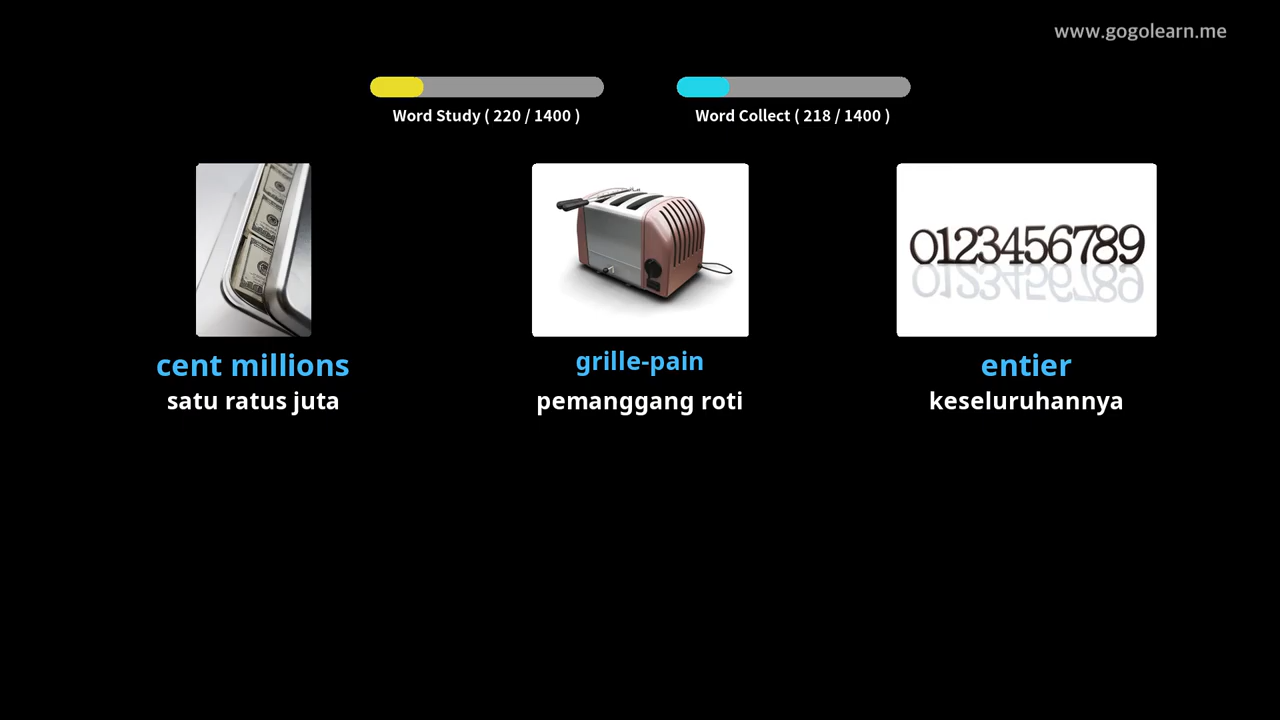 www.gogolearn.me
Word Study ( 220 / 1400 )
Word Collect ( 218 / 1400 )
0123456789
cent millions
grille-pain
entier
satu ratus juta
pemanggang roti
keseluruhannya